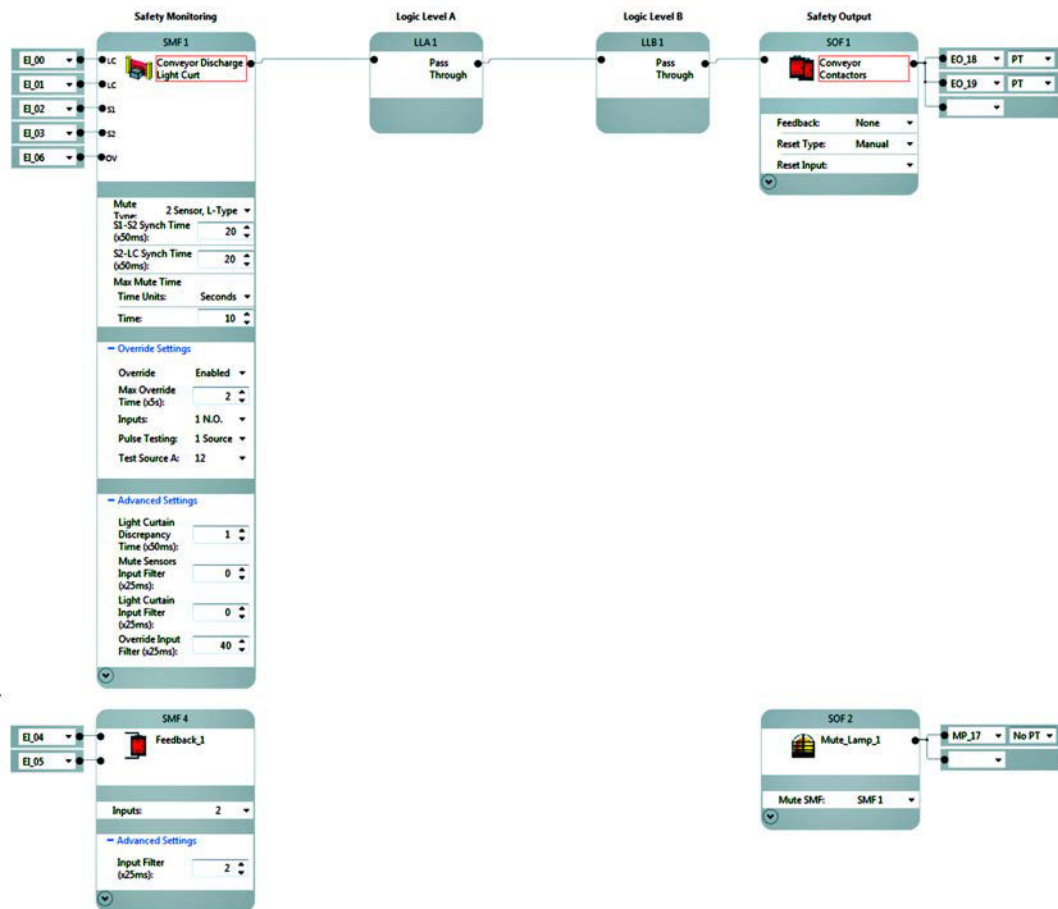 Safety Monitoring
Logic Level A
Logic Level B
Safety Output
SMF 1
EI_00
EI_01
EI_02
EI_03
EI_06
LC
LC
S1
S2
OV
Conveyor Discharge
Light Curt
Mute
Type:
2 Sensor, L-Type
S1-S2 Synch Time
(x50ms):
20
S2-LC Synch Time
(x50ms):
20
Max Mute Time
Time Units:
Seconds
Time:
10
Override Settings
Override
Enabled
Max Override
Time (x5s):
2
Inputs:
1 N.O.
Pulse Testing:
1 Source
Test Source A:
12
Advanced Settings
Light Curtain
Discrepancy
Time (x50ms):
1
Mute Sensors
Input Filter
(x25ms):
0
Light Curtain
Input Filter
(x25ms):
0
Override Input
Filter (x25ms):
40
LLA 1
Pass
Through
LLB 1
Pass
Through
SOF 1
Conveyor
Contactors
EO_18
PT
EO_19
PT
Feedback:
None
Reset Type:
Manual
Reset Input:
SMF 4
EI_04
EI_05
Feedback_1
Inputs:
2
Advanced Settings
Input Filter
(x25ms):
2
SOF 2
Mute_Lamp_1
MP_17
No PT
Mute SMF:
SMF 1